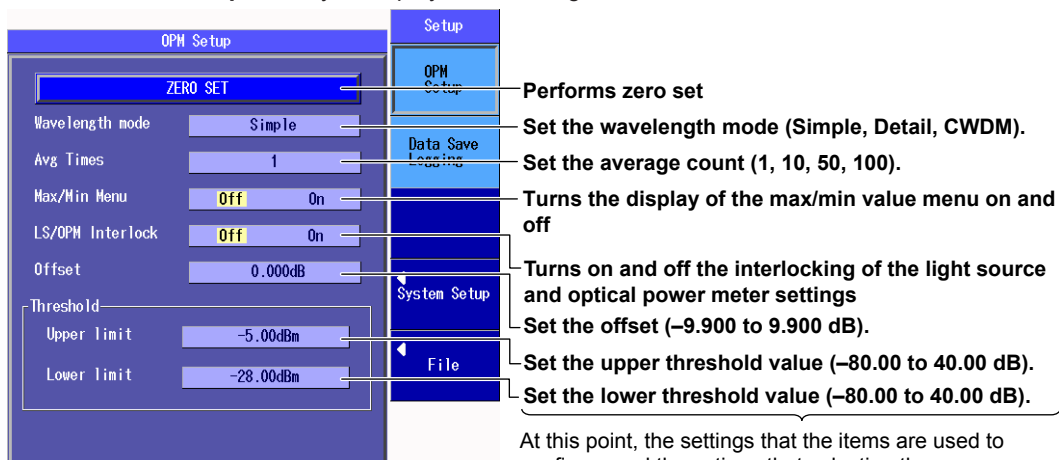 Setup
OPM Setup
ZERO SET
Wavelength mode Simple
Avg Times 1
Max/Min Menu Off On
LS/OPM Interlock Off On
Offset 0.000dB
Threshold
Upper limit -5.00dBm
Lower limit -28.00dBm
OPM
Setup
Data Save
Logging
System Setup
File
Performs zero set
Set the wavelength mode (Simple, Detail, CWDM).
Set the average count (1, 10, 50, 100).
Turns the display of the max/min value menu on and
off
Turns on and off the interlocking of the light source
and optical power meter settings
Set the offset (–9.900 to 9.900 dB).
Set the upper threshold value (–80.00 to 40.00 dB).
Set the lower threshold value (–80.00 to 40.00 dB).
At this point, the settings that the items are used to